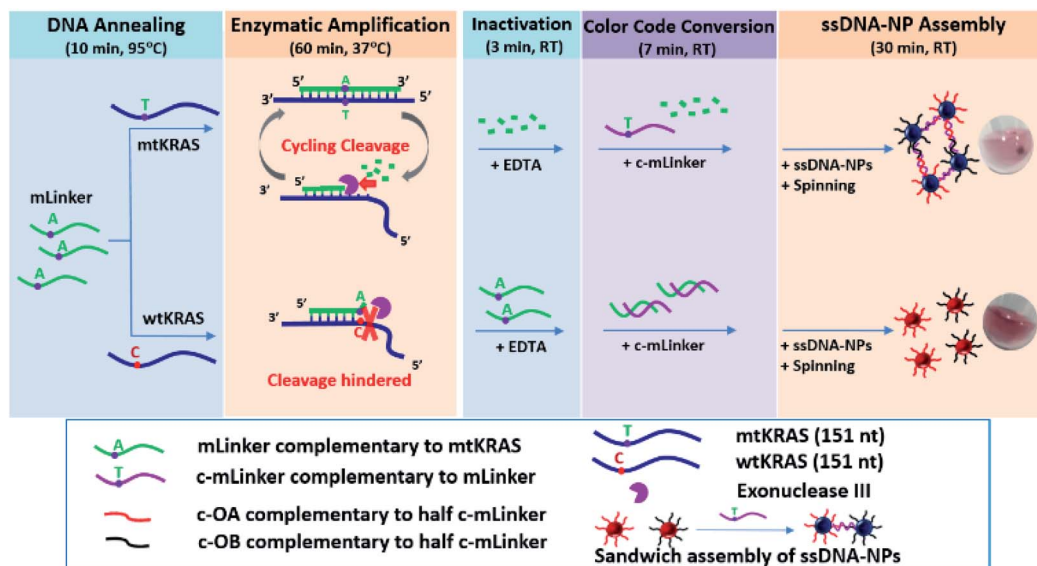 DNA Annealing
(10 min, 95°C)
Enzymatic Amplification
(60 min, 37°C)
Inactivation
(3 min, RT)
Color Code Conversion
(7 min, RT)
ssDNA-NP Assembly
(30 min, RT)
T
mtKRAS
mLinker
A
A
A
wtKRAS
C
5’
A
3’
3’
T
5’
Cycling Cleavage
5’
3’
5’
5’
A
3’
C
5’
Cleavage hindered
+ EDTA
A
A
+ EDTA
T
+ c-mLinker
+ c-mLinker
+ ssDNA-NPs
+ Spinning
+ ssDNA-NPs
+ Spinning
A
mLinker complementary to mtKRAS
T
c-mLinker complementary to mLinker
c-OA complementary to half c-mLinker
c-OB complementary to half c-mLinker
T
mtKRAS (151 nt)
C
wtKRAS (151 nt)
Exonuclease III
T
Sandwich assembly of ssDNA-NPs